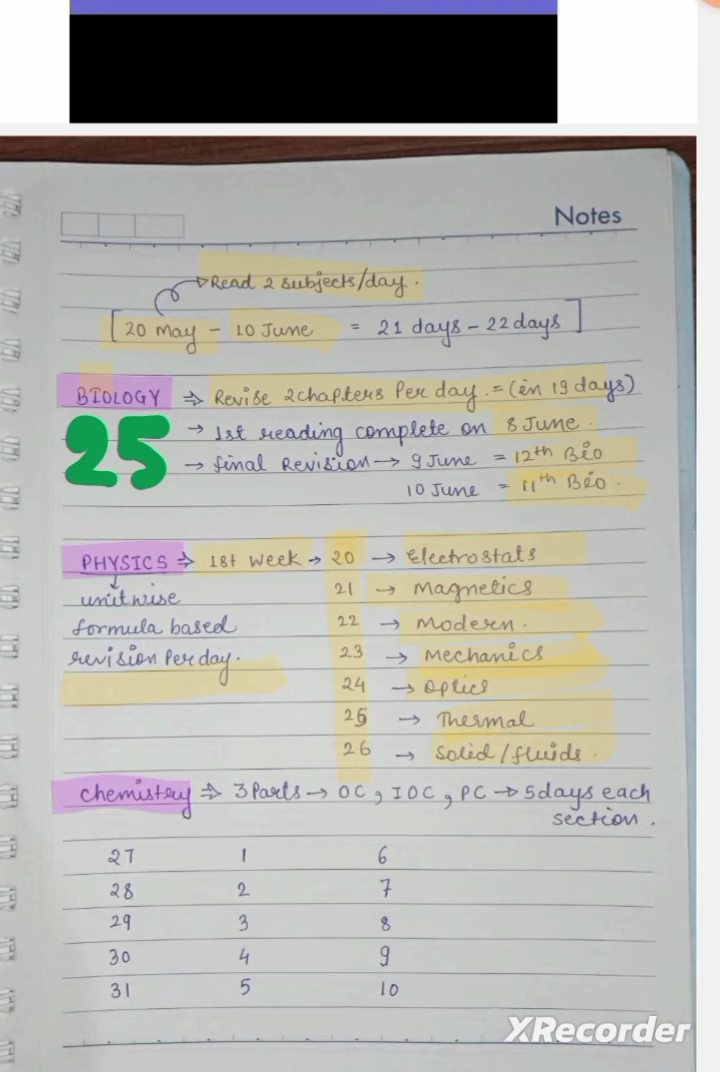 Notes
Read 2 subjects/day.
[20 May - 10 June = 21 days - 22 days]
BIOLOGY ⇒ Revise 2 chapters Per day. = (in 19 days)
25
→ 1st reading complete on 8 June.
→ final Revision → 9 June = 12th Bio
10 June = 11th Bio.
PHYSICS ⇒ 1st week → 20 → Electrostats
unitwise 21 → Magnetics
formula based 22 → Modern.
revision Per day. 23 → Mechanics
24 → Optics
25 → Thermal
26 → Solid/fluids.
Chemistry ⇒ 3 Parts → OC, IOC, PC → 5 days each
section.
27 1 6
28 2 7
29 3 8
30 4 9
31 5 10
XRecorder